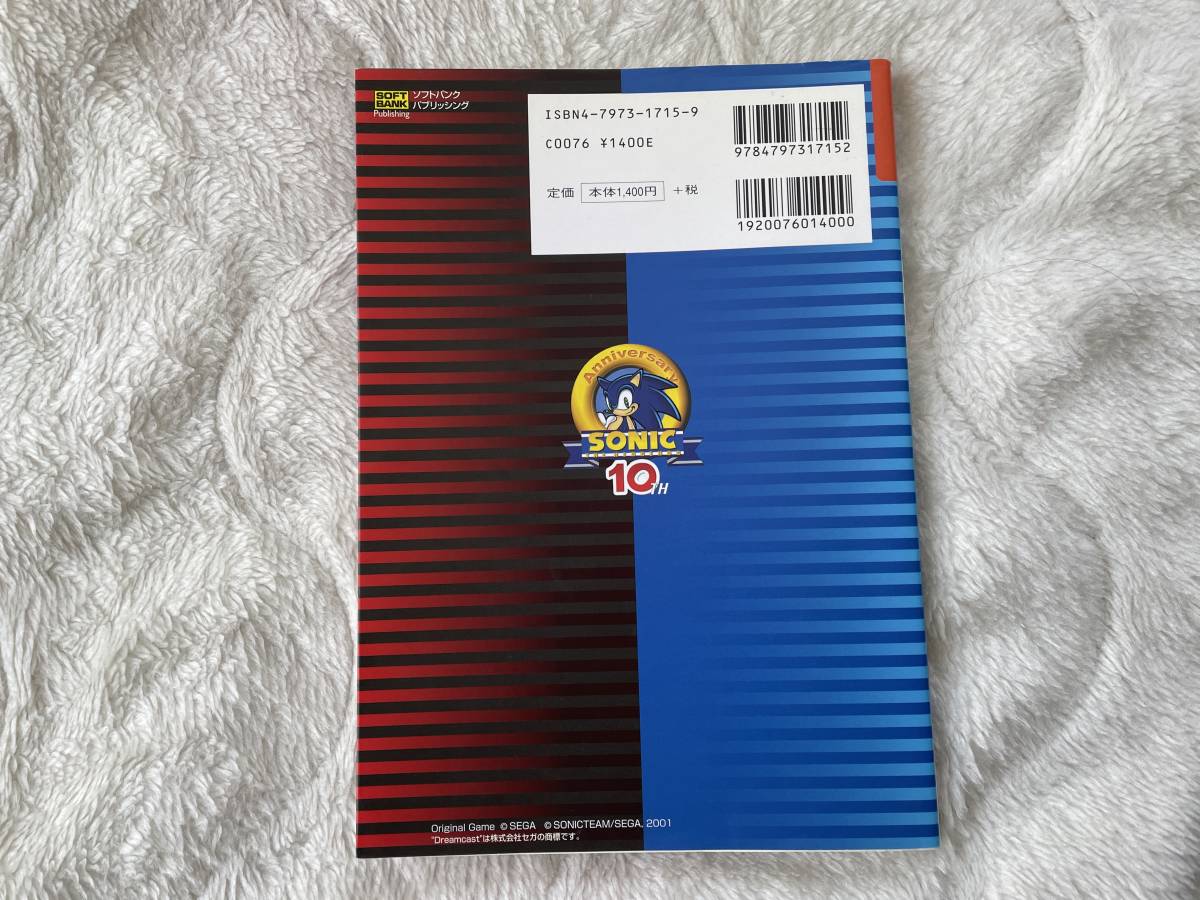 SOFT
BANK
Publishing
ソフトバンク
パブリッシング
ISBN4-7973-1715-9
C0076 ¥1400E
定価 本体1,400円 +税
9784797317152
1920076014000
Anniversary
SONIC
THE HEDGEHOG
10TH
Original Game ©SEGA ©SONICTEAM/SEGA, 2001
"Dreamcast"は株式会社セガの商標です。